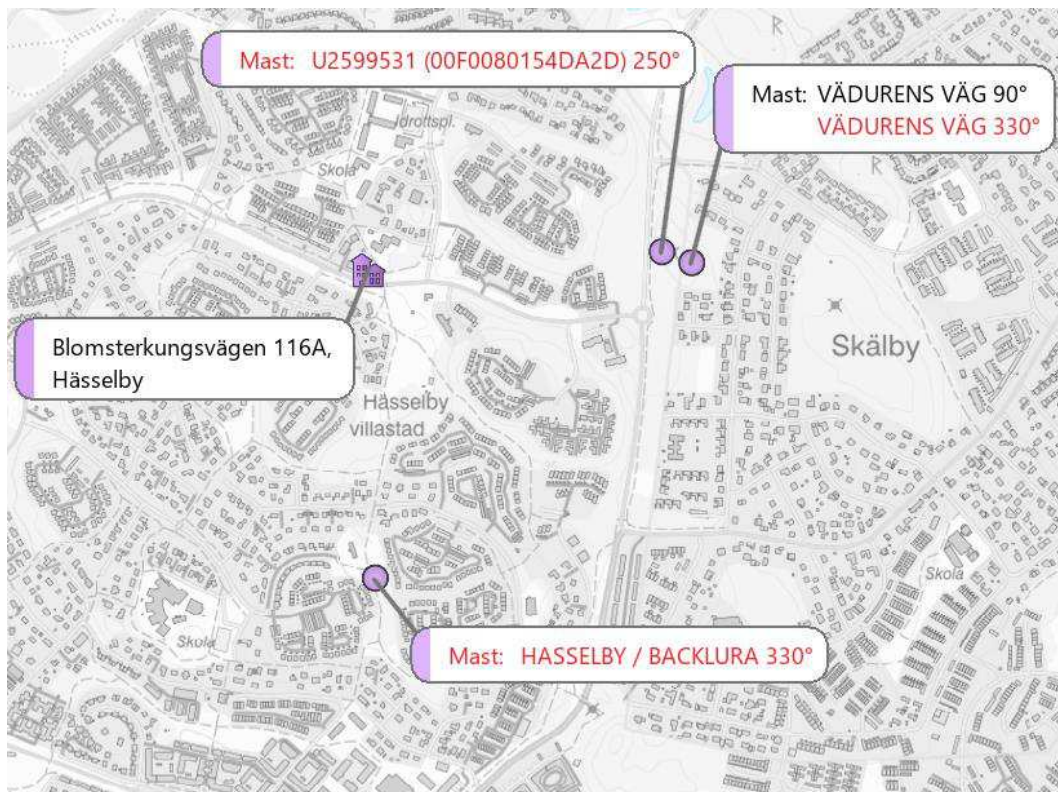 Mast: U2599531 (00F0080154DA2D) 250°
Mast: VÄDURENS VÄG 90°
VÄDURENS VÄG 330°
Idrottspl.
Skola
R
R
Blomsterkungsvägen 116A,
Hässelby
Skälby
Hässelby
villastad
Skola
Skola
Mast: HASSELBY / BACKLURA 330°